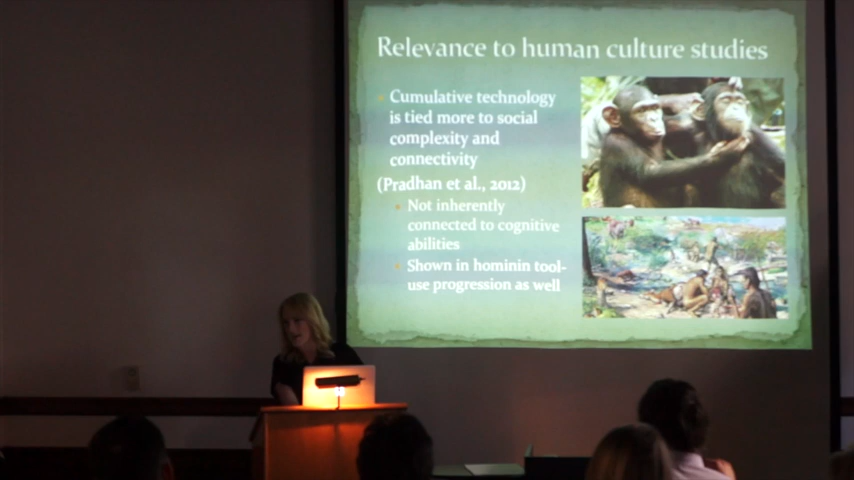 Relevance to human culture studies
Cumulative technology
is tied more to social
complexity and
connectivity
(Pradhan et al., 2012)
Not inherently
connected to cognitive
abilities
Shown in hominin tool-
use progression as well